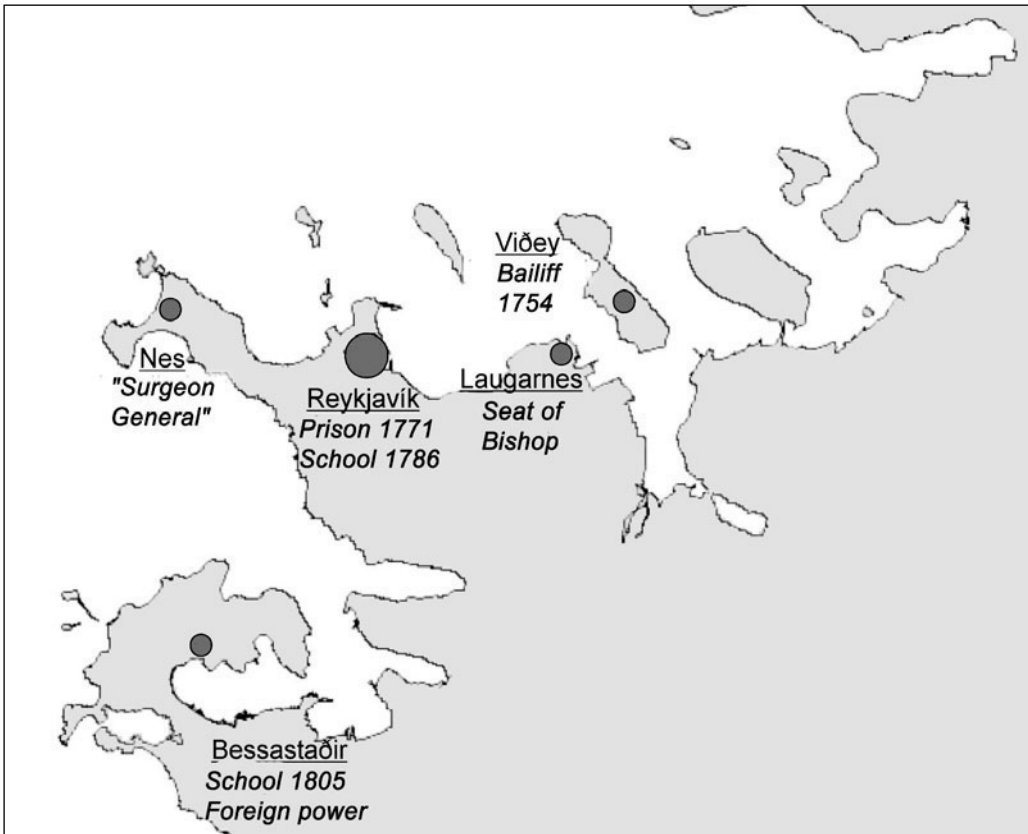 Viðey
Bailiff
1754
Nes
"Surgeon
General"
Reykjavík
Prison 1771
School 1786
Laugarnes
Seat of
Bishop
Bessastaðir
School 1805
Foreign power